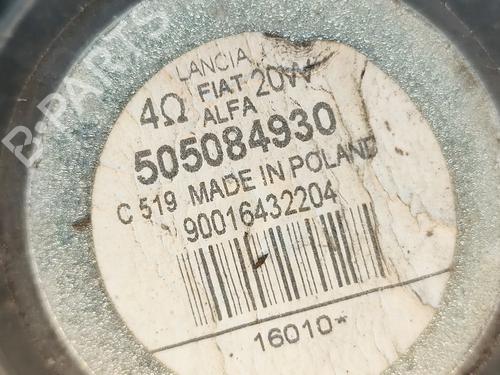 B-PARTS
LANCIA
4Ω FIAT 20W
ALFA
505084930
C 519 MADE IN POLAND
90016432204
16010*